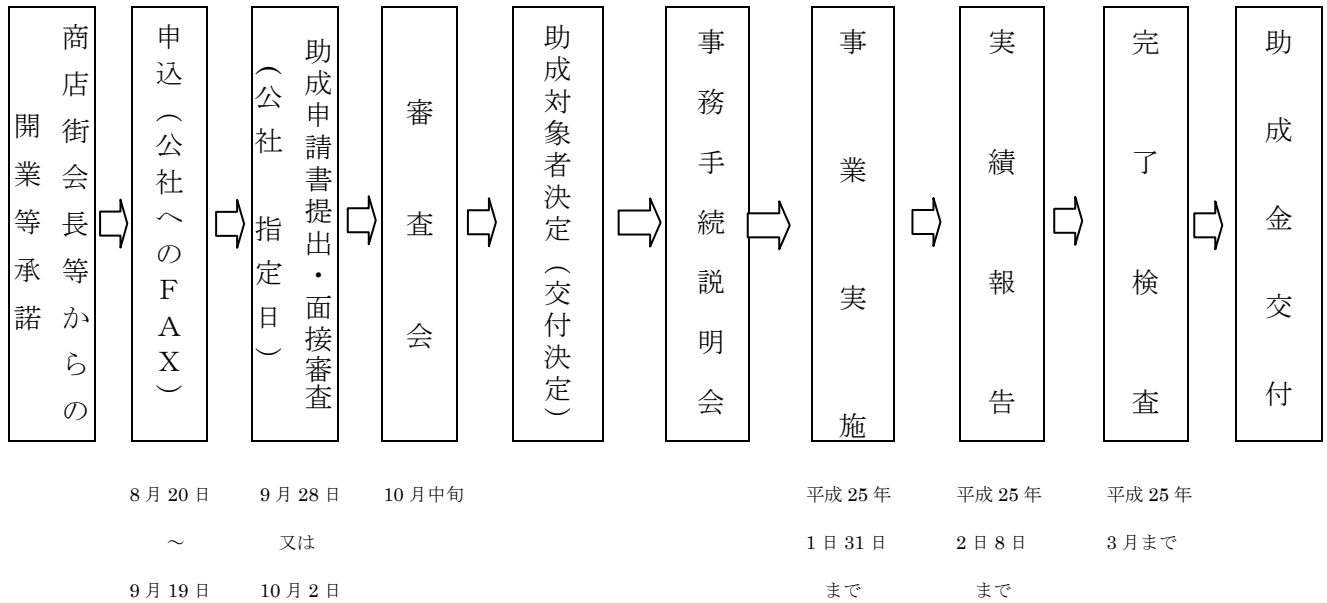 商店街会長等からの
開業等承諾
申込（公社へのＦＡＸ）
助成申請書提出・面接審査
（公社　指定日）
審査会
助成対象者決定（交付決定）
事務手続説明会
事業実施
実績報告
完了検査
助成金交付
8月20日
～
9月19日
9月28日
又は
10月2日
10月中旬
平成25年
1日31日
まで
平成25年
2日8日
まで
平成25年
3月まで